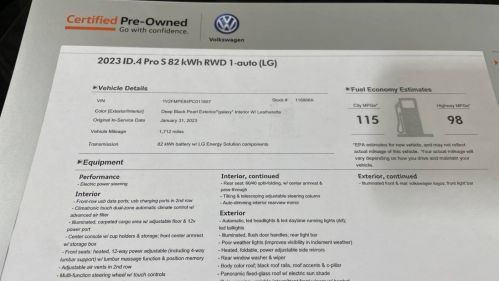 Certified Pre-Owned
Go with confidence.
Volkswagen
2023 ID.4 Pro S 82 kWh RWD 1-auto (LG)
Vehicle Details
VIN
Stock #
Color [Exterior/Interior]
Deep Black Pearl Exterior/"galaxy" Interior W/ Leatherette
Original In-Service Date
January 31, 2023
Vehicle Mileage
1,712 miles
Transmission
82 kWh battery w/ LG Energy Solution components
Fuel Economy Estimates
City MPGe*
115
Highway MPGe*
98
*EPA estimates for new vehicle, and may not reflect
actual mileage of this vehicle. *Your actual mileage will
vary depending on how you drive and maintain your
vehicle.
Equipment
Performance
- Electric power steering
Interior
- Front-row usb data ports; usb charging ports in 2nd row
- Climatronic touch dual-zone automatic climate control w/
advanced air filter
- Illuminated, carpeted cargo area w/ adjustable floor & 12v
power port
- Center console w/ cup holders & storage; front center armrest
w/ storage box
- Front seats: heated, 12-way power adjustable (including 4-way
lumbar support) w/ lumbar massage function & position memory
- Adjustable air vents in 2nd row
- Multi-function steering wheel w/ touch controls
Interior, continued
- Rear seat: 60/40 split-folding, w/ center armrest &
pass-through
- Tilting & telescoping adjustable steering column
- Auto-dimming interior rearview mirror
Exterior
- Automatic, led headlights & led daytime running lights (drl);
led taillights
- Illuminated, flush door handles, rear light bar
- Poor weather lights (improves visibility in inclement weather)
- Heated, foldable, power adjustable side mirrors
- Rear window washer & wiper
- Body color roof; black roof rails, roof accents & c-pillar
- Panoramic fixed-glass roof w/ electric sun shade
Exterior, continued
- Illuminated front & rear volkswagen logos; front light bar